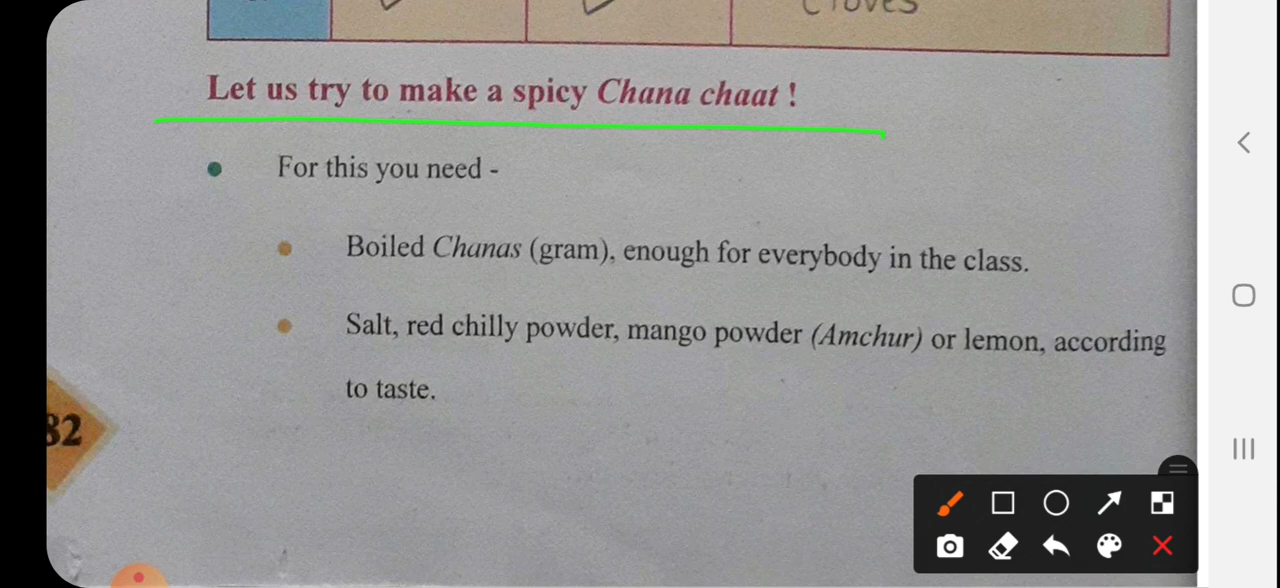 Cloves
Let us try to make a spicy Chana chaat !
For this you need -
Boiled Chanas (gram), enough for everybody in the class.
Salt, red chilly powder, mango powder (Amchur) or lemon, according
to taste.